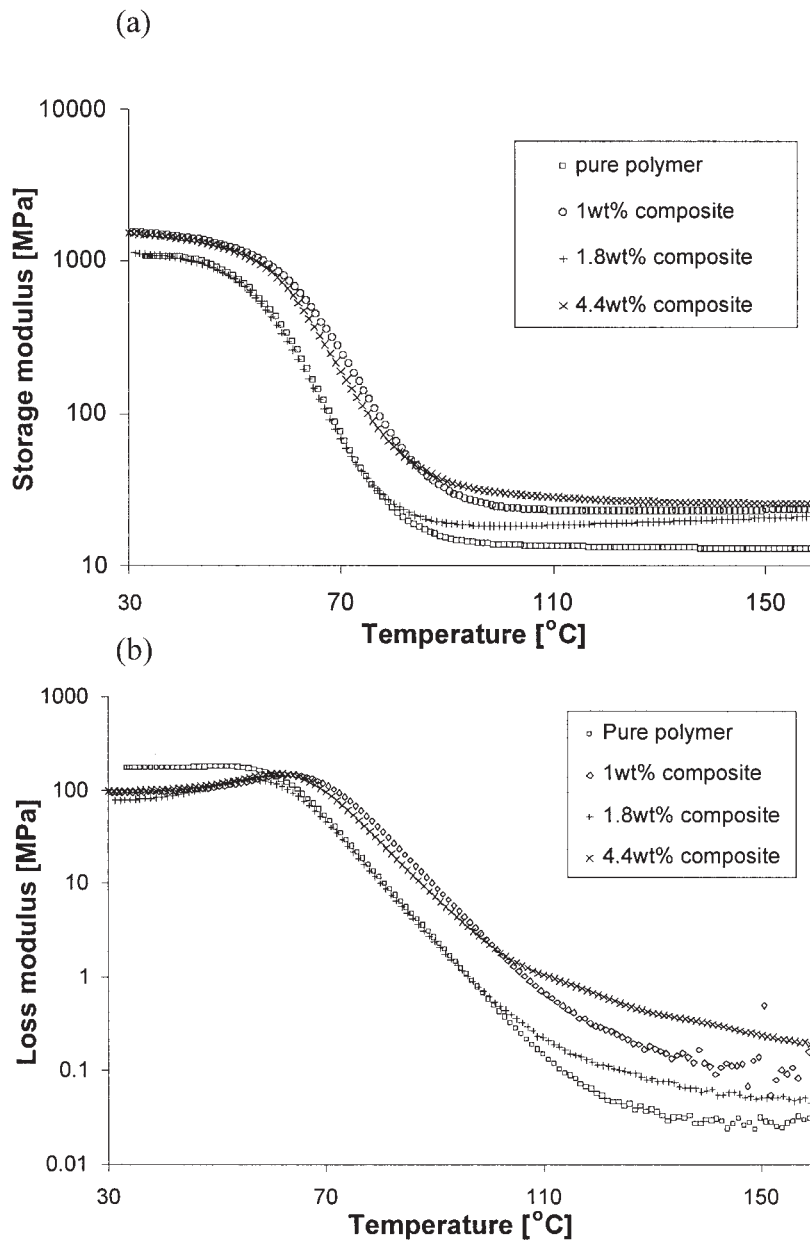 (a)
10000
1000
100
10
Storage modulus [MPa]
□ pure polymer
○ 1wt% composite
+ 1.8wt% composite
× 4.4wt% composite
30 70 110 150
Temperature [°C]
(b)
1000
100
10
1
0.1
0.01
Loss modulus [MPa]
□ Pure polymer
◇ 1wt% composite
+ 1.8wt% composite
× 4.4wt% composite
30 70 110 150
Temperature [°C]